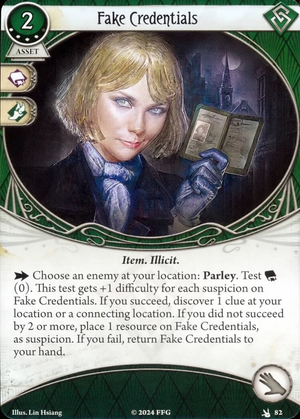 Fake Credentials
2
ASSET
Item. Illicit.
Choose an enemy at your location: Parley. Test
(0). This test gets +1 difficulty for each suspicion on
Fake Credentials. If you succeed, discover 1 clue at your
location or a connecting location. If you did not succeed
by 2 or more, place 1 resource on Fake Credentials,
as suspicion. If you fail, return Fake Credentials to
your hand.
Illus. Lin Hsiang
© 2024 FFG
82